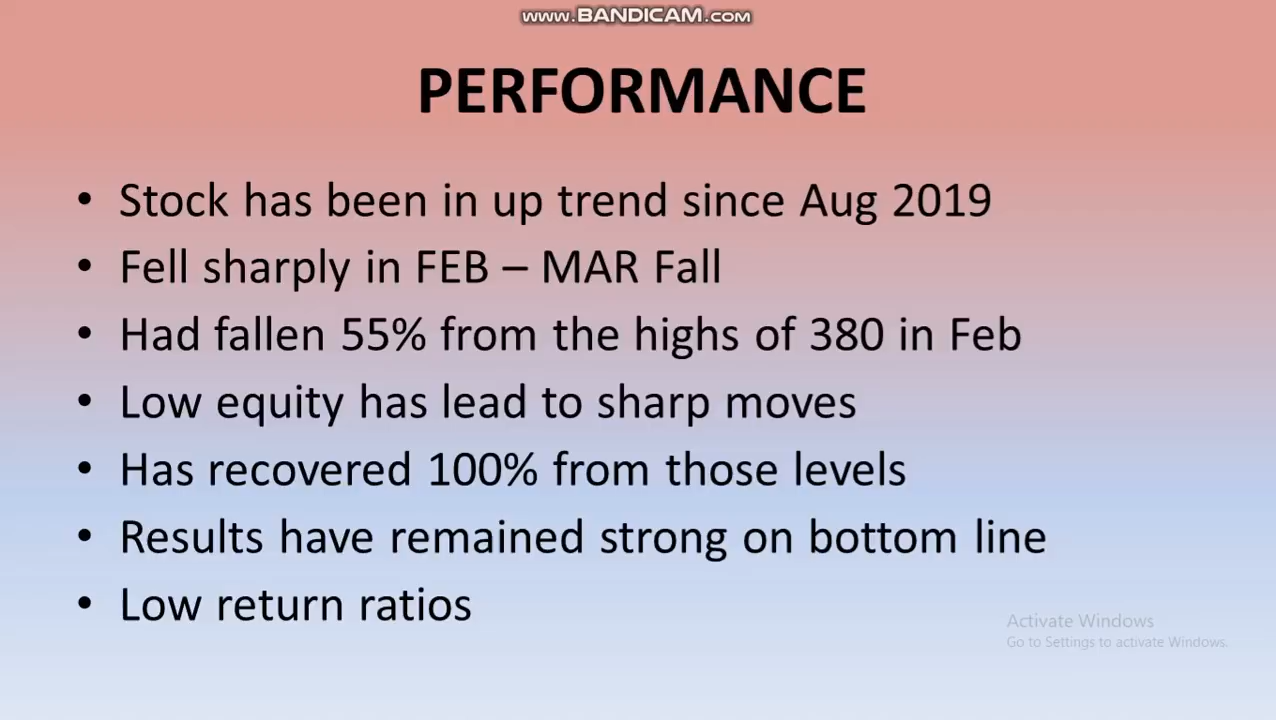 www.BANDICAM.com
PERFORMANCE
• Stock has been in up trend since Aug 2019
• Fell sharply in FEB – MAR Fall
• Had fallen 55% from the highs of 380 in Feb
• Low equity has lead to sharp moves
• Has recovered 100% from those levels
• Results have remained strong on bottom line
• Low return ratios
Activate Windows
Go to Settings to activate Windows.